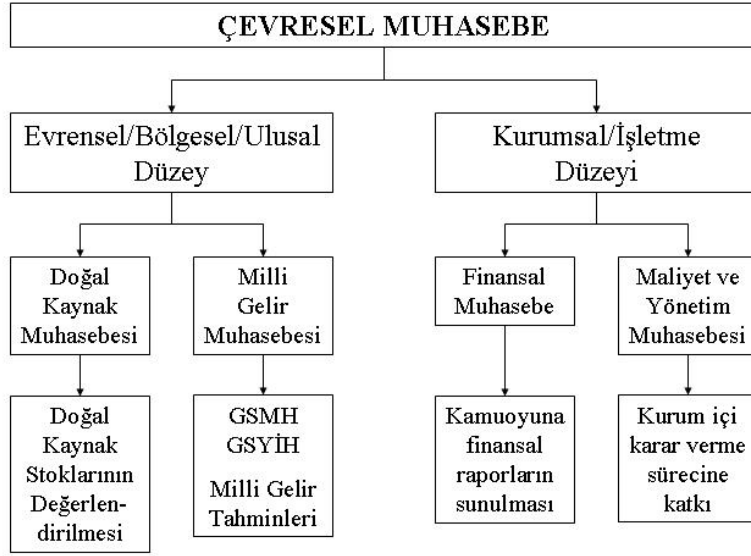 ÇEVRESEL MUHASEBE
Evrensel/Bölgesel/Ulusal
Düzey
Kurumsal/İşletme
Düzeyi
Doğal
Kaynak
Muhasebesi
Milli
Gelir
Muhasebesi
Finansal
Muhasebe
Maliyet ve
Yönetim
Muhasebesi
Doğal
Kaynak
Stoklarının
Değerlen-
dirilmesi
GSMH
GSYİH
Milli Gelir
Tahminleri
Kamuoyuna
finansal
raporların
sunulması
Kurum içi
karar verme
sürecine
katkı